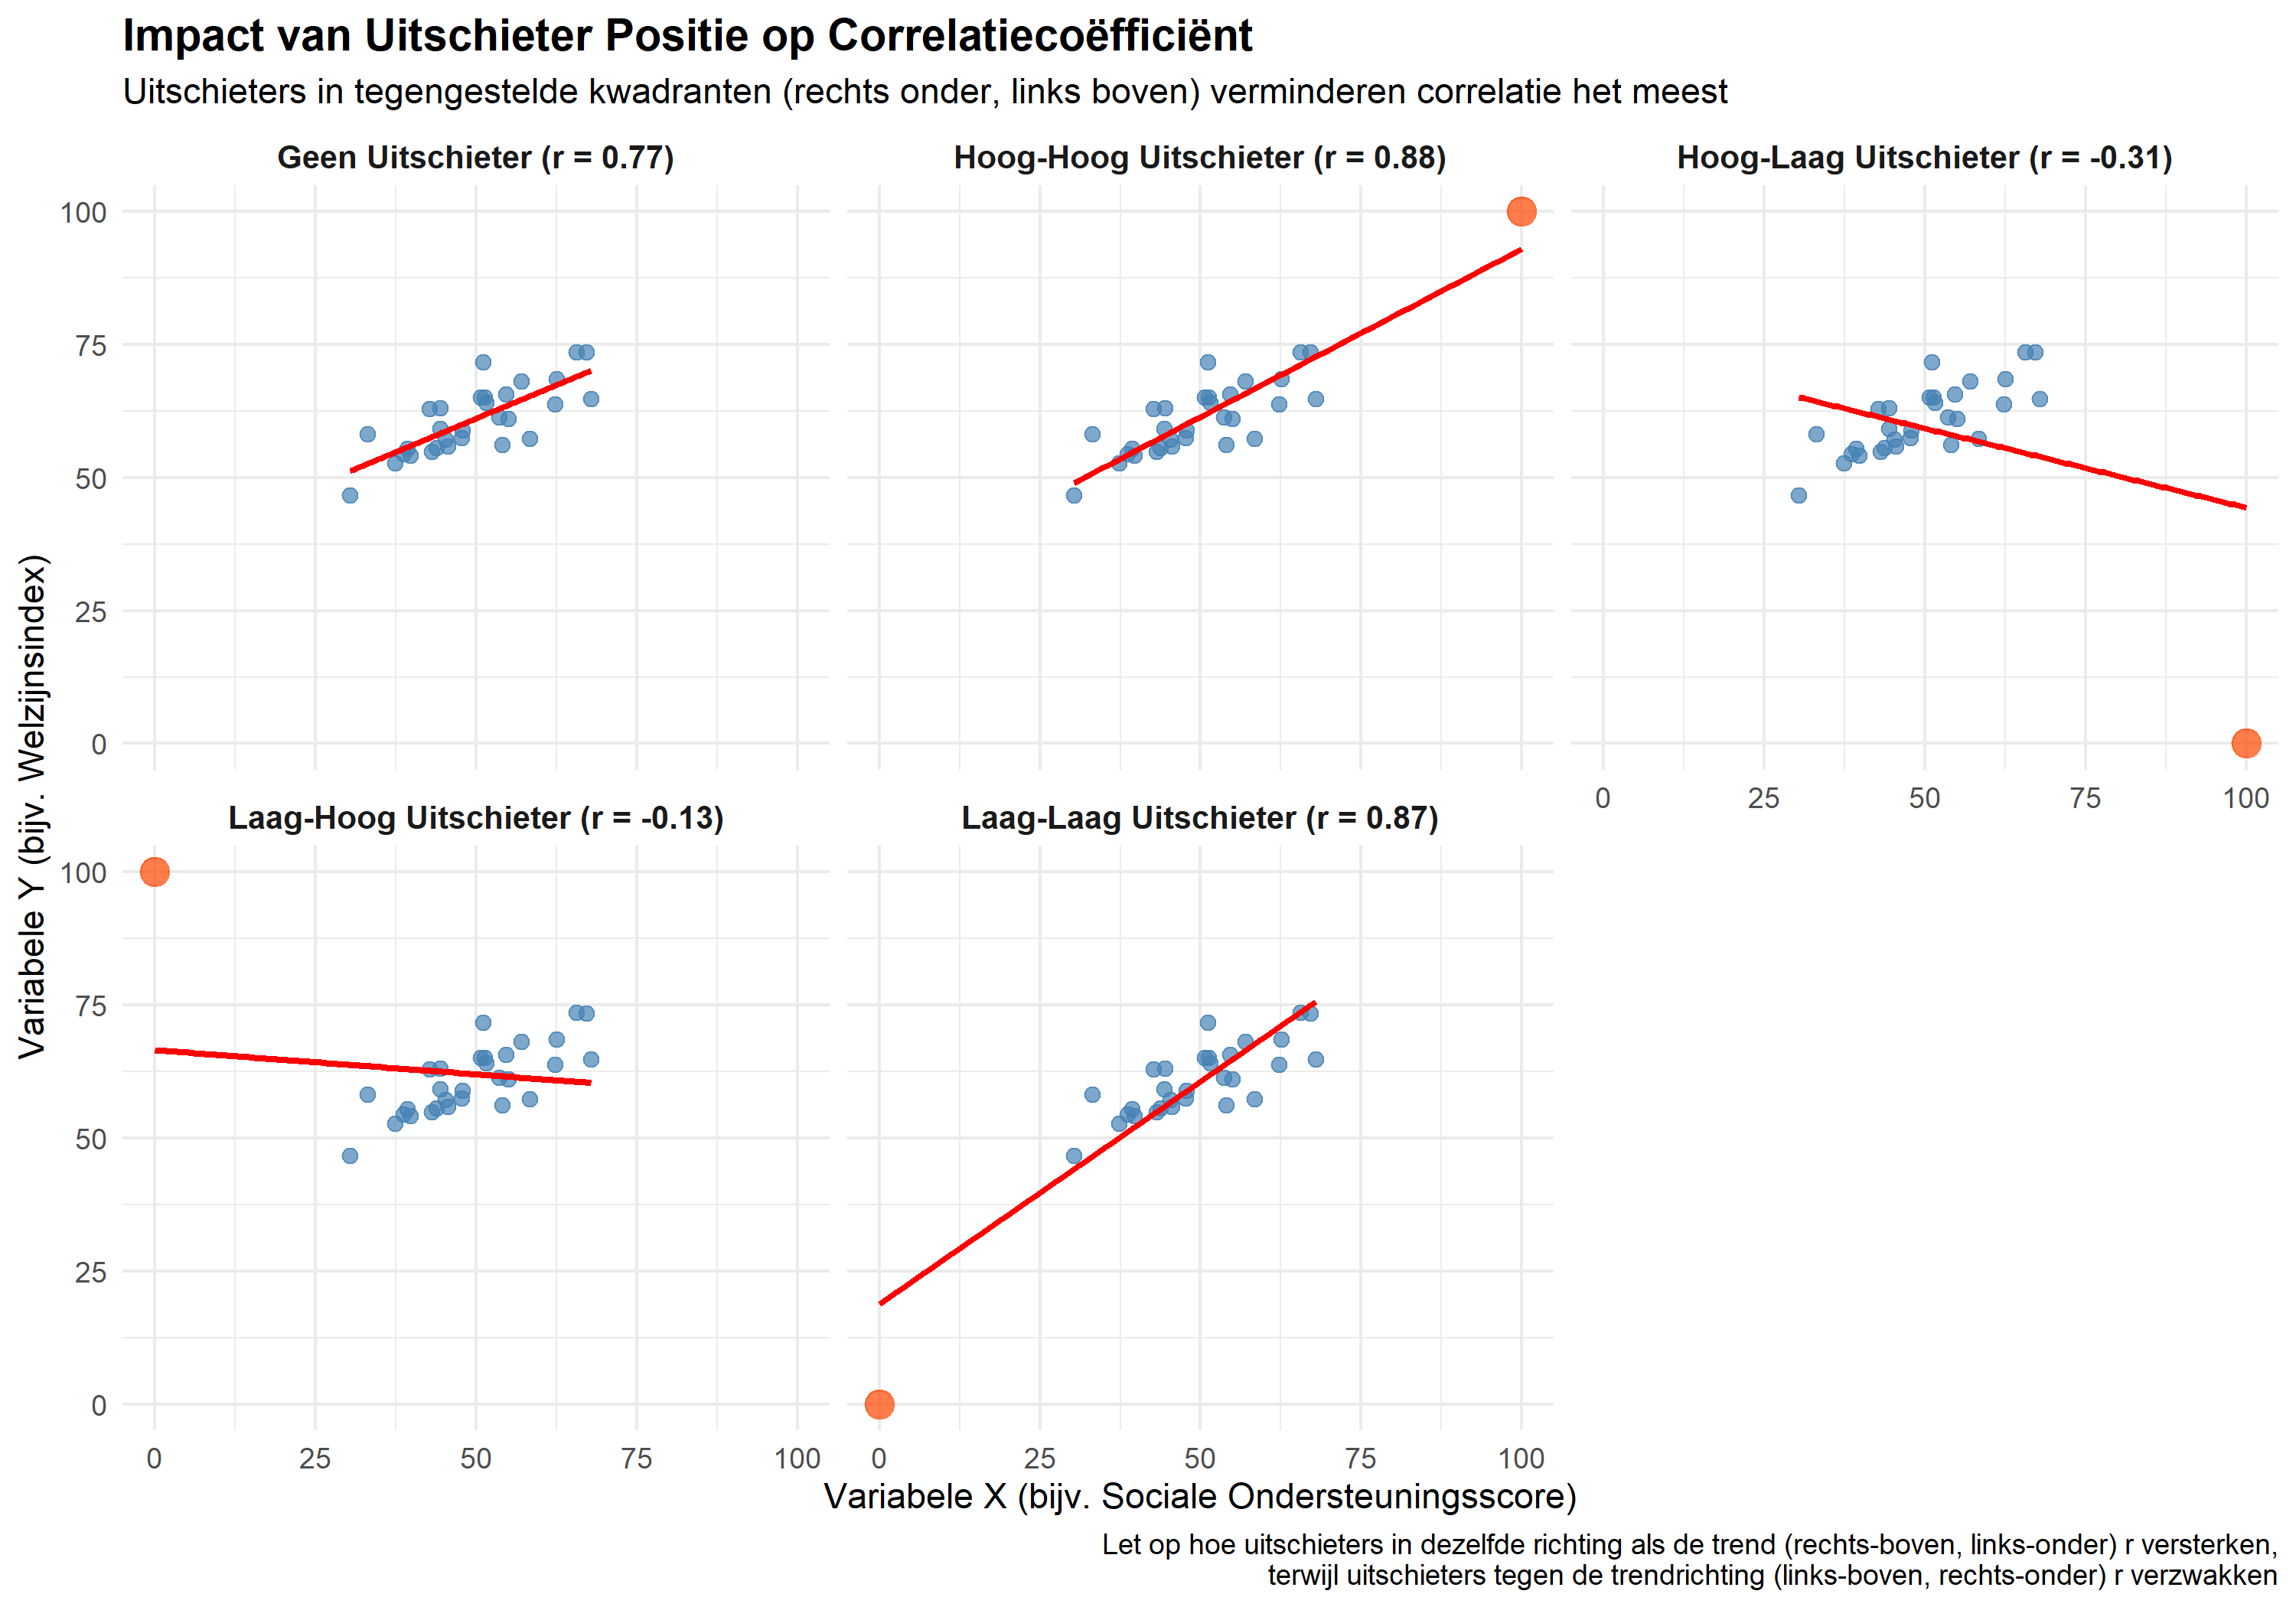 Impact van Uitschieter Positie op Correlatiecoëfficiënt
Uitschieters in tegengestelde kwadranten (rechts onder, links boven) verminderen correlatie het meest
Geen Uitschieter (r = 0.77)
Hoog-Hoog Uitschieter (r = 0.88)
Hoog-Laag Uitschieter (r = -0.31)
100
75
50
25
0
0 25 50 75 100
Laag-Hoog Uitschieter (r = -0.13)
Laag-Laag Uitschieter (r = 0.87)
100
75
50
25
0
0 25 50 75 100
0 25 50 75 100
Variabele Y (bijv. Welzijnsindex)
Variabele X (bijv. Sociale Ondersteuningsscore)
Let op hoe uitschieters in dezelfde richting als de trend (rechts-boven, links-onder) r versterken,
terwijl uitschieters tegen de trendrichting (links-boven, rechts-onder) r verzwakken